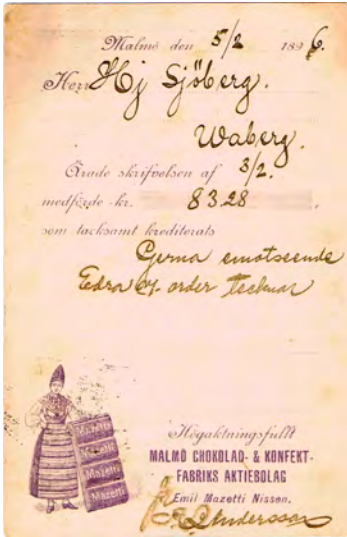 Malmö den 5/2 1896.
Herr Hj Sjöberg.
Waberg.
Ärade skrifvelsen af 3/2.
medförde kr. 83 28,
som tacksamt krediterats
Gerna emotseende
Edra order tecknar
Högaktningsfullt
MALMÖ CHOKOLAD- & KONFEKT-
FABRIKS AKTIEBOLAG
Emil Mazetti Nissen.
Andersson
Mazetti
Mazetti
Mazetti
Mazetti